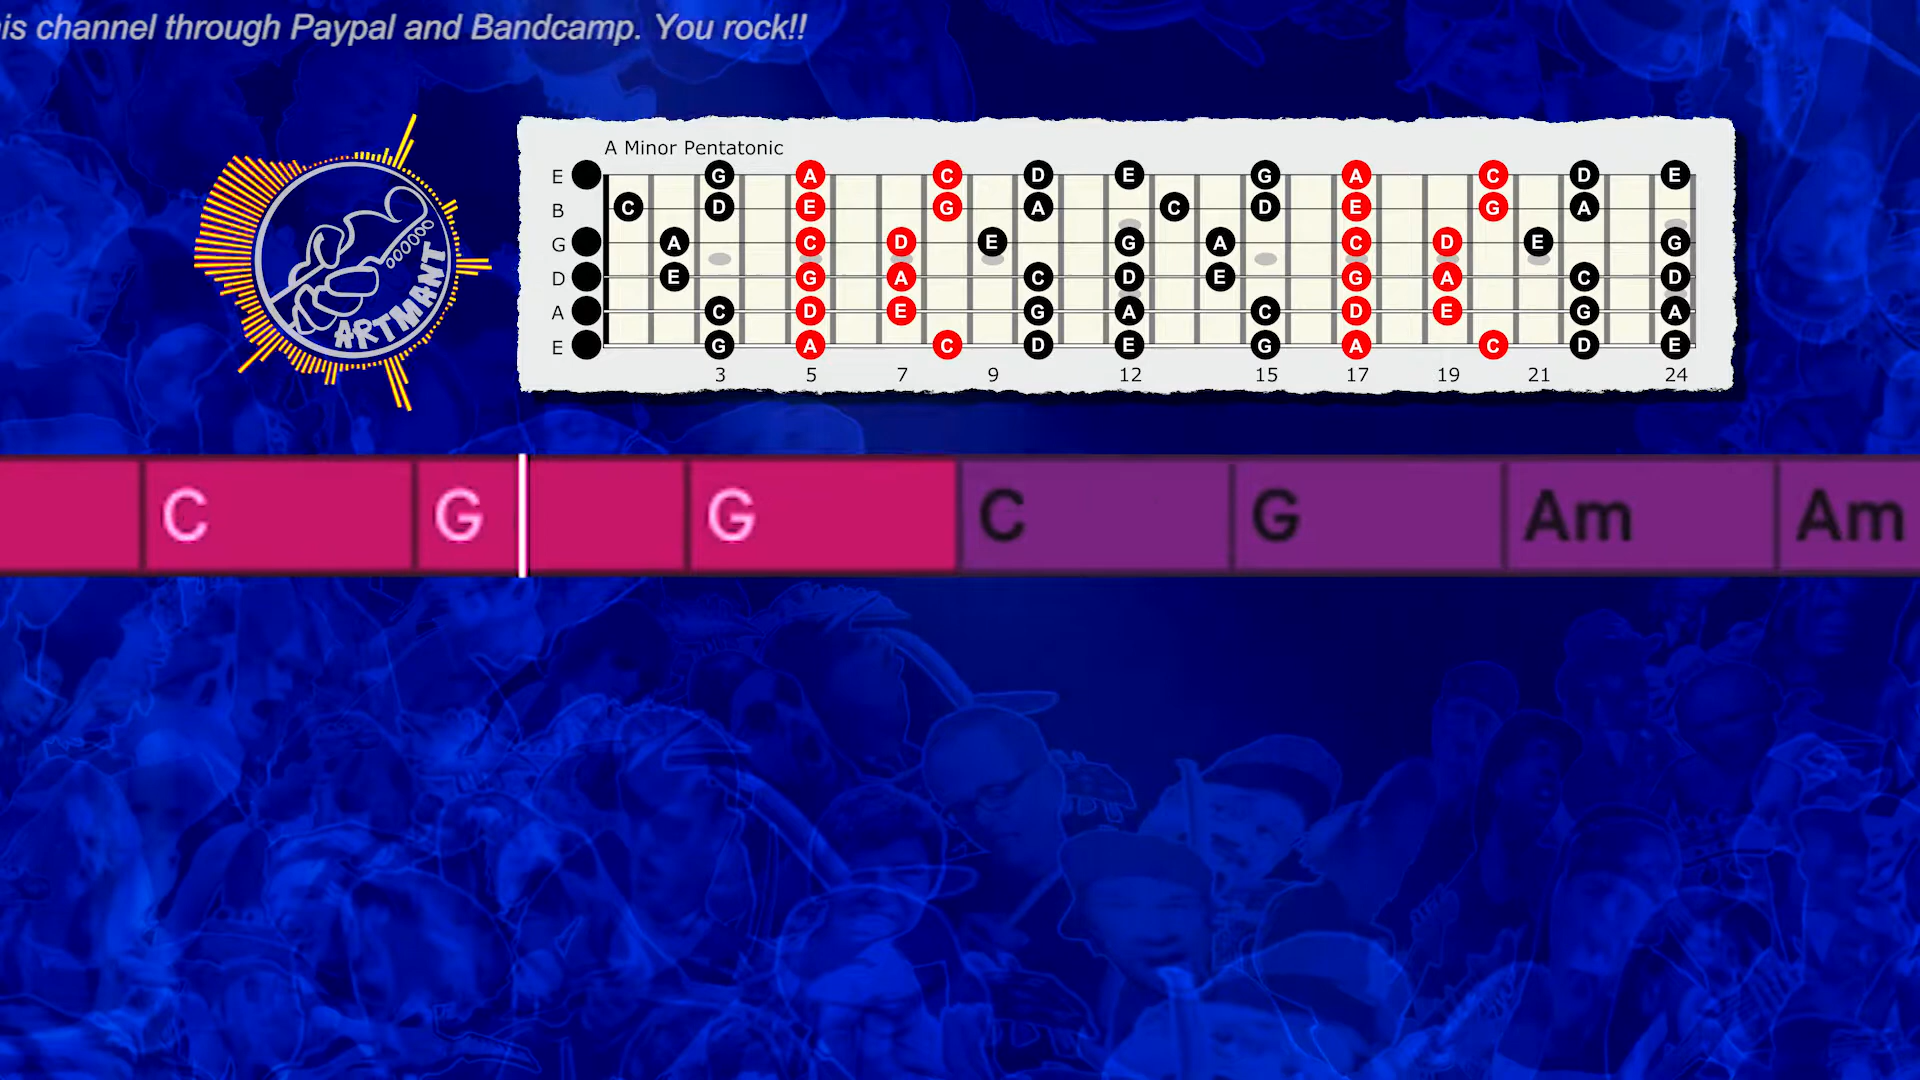 is channel through Paypal and Bandcamp. You rock!!
ARTMANT
A Minor Pentatonic
E G A C D E G A C D E
B C D E G A C D E G A
G A C D E G A C D E G
D E G A C D E G A C D
A C D E G A C D E G A
E G A C D E G A C D E
3 5 7 9 12 15 17 19 21 24
C G G C G Am Am